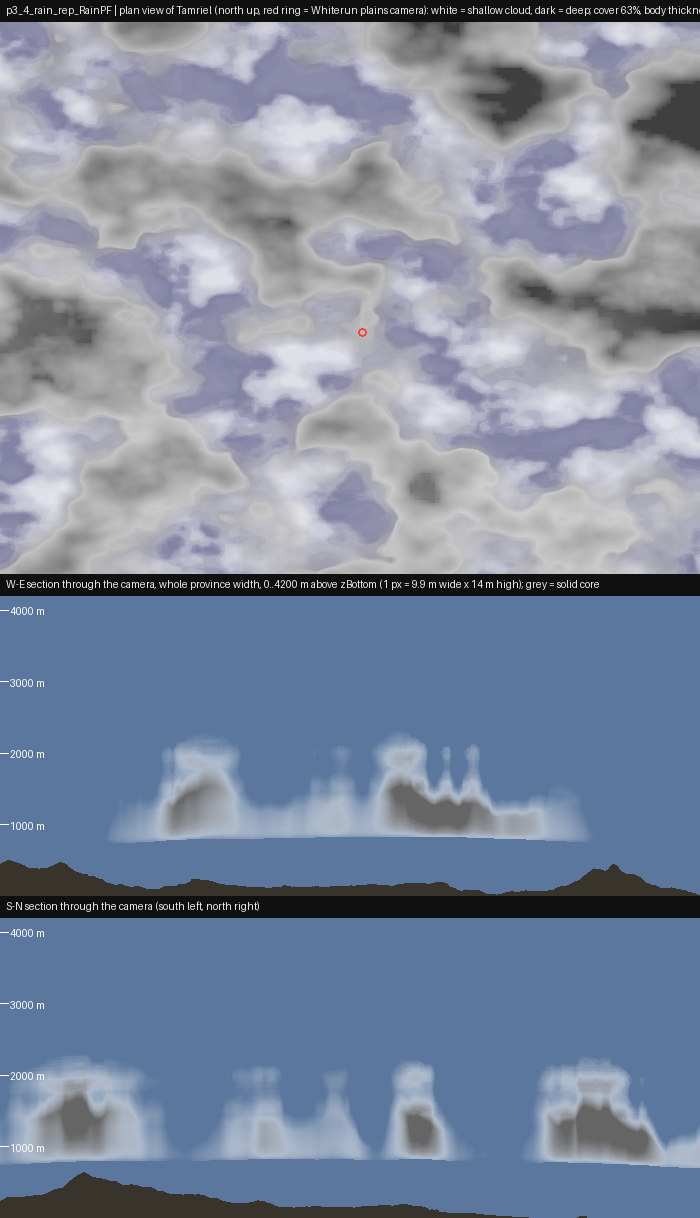 p3_4_rain_rep_RainPF | plan view of Tamriel (north up, red ring = Whiterun plains camera): white = shallow cloud, dark = deep; cover 63%, body
W-E section through the camera, whole province width, 0..4200 m above zBottom (1 px = 9.9 m wide x 14 m high); grey = solid core
4000 m
3000 m
2000 m
1000 m
S-N section through the camera (south left, north right)
4000 m
3000 m
2000 m
1000 m